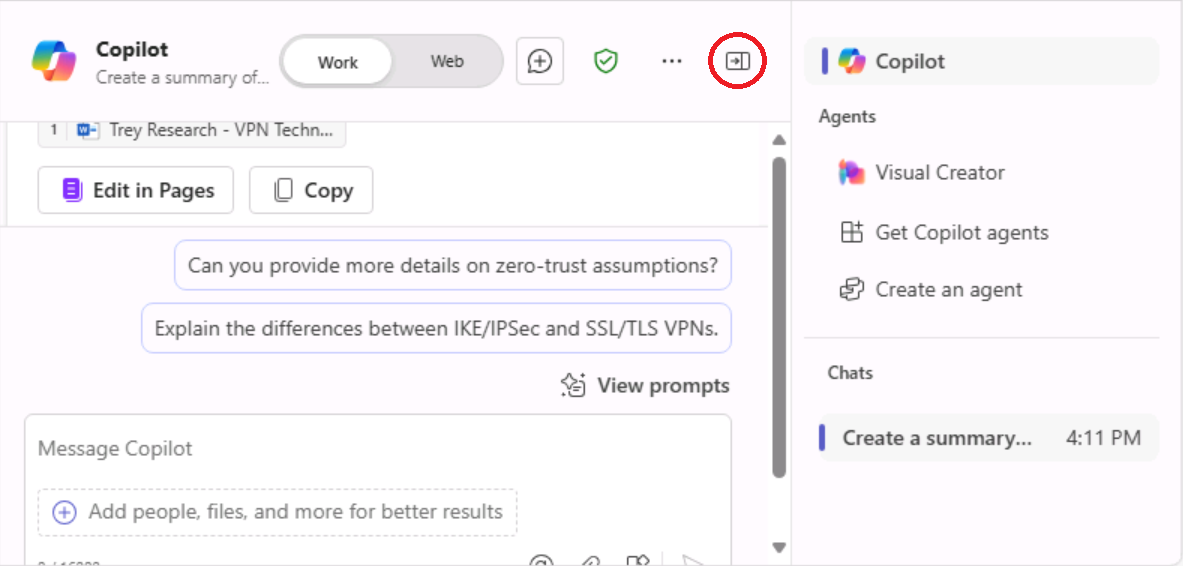 Copilot
Create a summary of...
Work
Web
1 Trey Research - VPN Techn...
Edit in Pages
Copy
Can you provide more details on zero-trust assumptions?
Explain the differences between IKE/IPSec and SSL/TLS VPNs.
View prompts
Message Copilot
Add people, files, and more for better results
Copilot
Agents
Visual Creator
Get Copilot agents
Create an agent
Chats
Create a summary... 4:11 PM